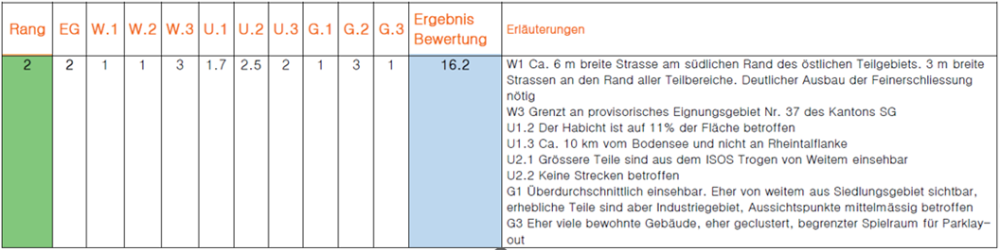 Rang EG W.1 W.2 W.3 U.1 U.2 U.3 G.1 G.2 G.3 Ergebnis Bewertung Erläuterungen
2 2 1 1 3 1.7 2.5 2 1 3 1 16.2
W1 Ca. 6 m breite Strasse am südlichen Rand des östlichen Teilgebiets. 3 m breite
Strassen an den Rand aller Teilbereiche. Deutlicher Ausbau der Feinerschliessung
nötig
W3 Grenzt an provisorisches Eignungsgebiet Nr. 37 des Kantons SG
U1.2 Der Habicht ist auf 11% der Fläche betroffen
U1.3 Ca. 10 km vom Bodensee und nicht an Rheintalflanke
U2.1 Grössere Teile sind aus dem ISOS Trogen von Weitem einsehbar
U2.2 Keine Strecken betroffen
G1 Überdurchschnittlich einsehbar. Eher von weitem aus Siedlungsgebiet sichtbar,
erhebliche Teile sind aber Industriegebiet, Aussichtspunkte mittelmässig betroffen
G3 Eher viele bewohnte Gebäude, eher geclustert, begrenzter Spielraum für Parklay-
out